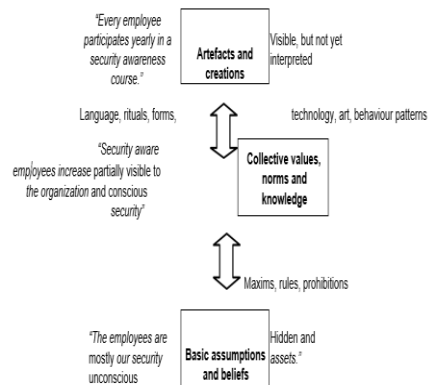 "Every employee
participates yearly in a
security awareness
course."
Artefacts and
creations
Visible, but not yet
interpreted
Language, rituals, forms,
technology, art, behaviour patterns
"Security aware
employees increase partially visible to
the organization and conscious
security"
Collective values,
norms and
knowledge
Maxims, rules, prohibitions
"The employees are
mostly our security
unconscious
Basic assumptions
and beliefs
Hidden and
assets."